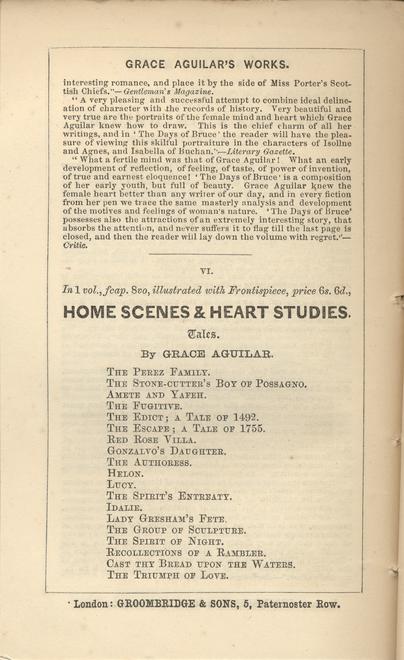 GRACE AGUILAR'S WORKS.
interesting romance, and place it by the side of Miss Porter's Scot-
tish Chiefs."—Gentleman's Magazine.
"A very pleasing and successful attempt to combine ideal deline-
ation of character with the records of history. Very beautiful and
very true are the portraits of the female mind and heart which Grace
Aguilar knew how to draw. This is the chief charm of all her
writings, and in 'The Days of Bruce' the reader will have the plea-
sure of viewing this skilful portraiture in the characters of Isoline
and Agnes, and Isabella of Buchan."—Literary Gazette.
"What a fertile mind was that of Grace Aguilar! What an early
development of reflection, of feeling, of taste, of power of invention,
of true and earnest eloquence! 'The Days of Bruce' is a composition
of her early youth, but full of beauty. Grace Aguilar knew the
female heart better than any writer of our day, and in every fiction
from her pen we trace the same masterly analysis and development
of the motives and feelings of woman's nature. 'The Days of Bruce'
possesses also the attractions of an extremely interesting story, that
absorbs the attention, and never suffers it to flag till the last page is
closed, and then the reader will lay down the volume with regret."—
Critic.
VI.
In 1 vol., fcap. 8vo, illustrated with Frontispiece, price 6s. 6d.,
HOME SCENES & HEART STUDIES.
Tales.
By GRACE AGUILAR.
The Perez Family.
The Stone-cutter's Boy of Possagno.
Amete and Yafeh.
The Fugitive.
The Edict; a Tale of 1492.
The Escape; a Tale of 1755.
Red Rose Villa.
Gonzalvo's Daughter.
The Authoress.
Helon.
Lucy.
The Spirit's Entreaty.
Idalie.
Lady Gresham's Fete.
The Group of Sculpture.
The Spirit of Night.
Recollections of a Rambler.
Cast thy Bread upon the Waters.
The Triumph of Love.
London: GROOMBRIDGE & SONS, 5, Paternoster Row.